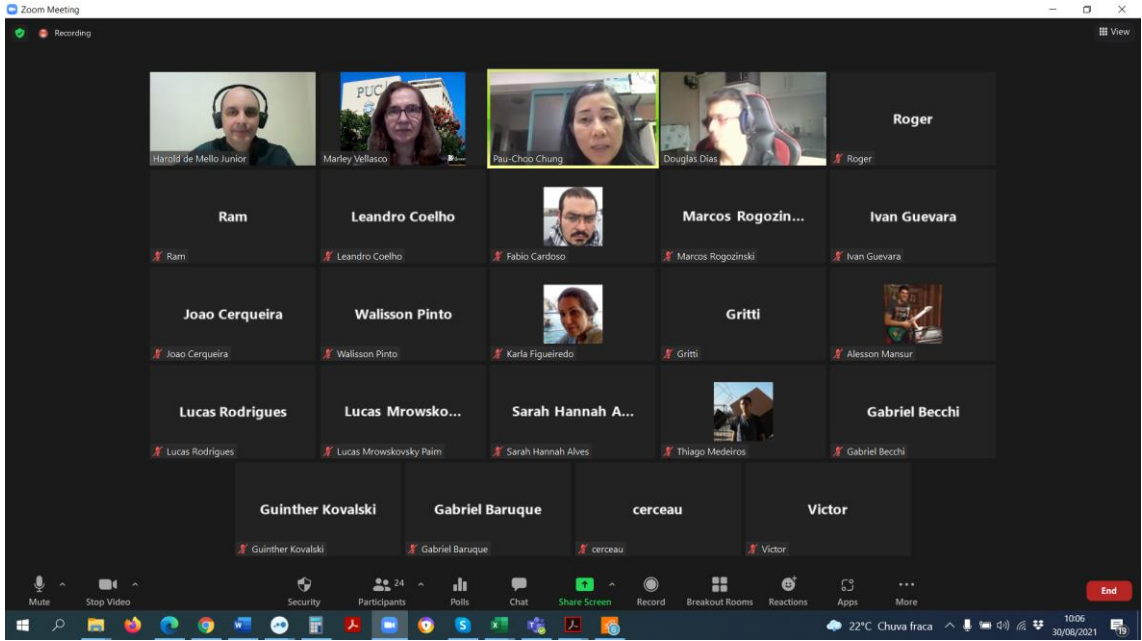 Zoom Meeting
Recording
View
PUC
Harold de Mello Junior
Marley Vellasco
Pau-Choo Chung
Douglas Dias
Roger
Roger
Ram
Leandro Coelho
Marcos Rogozin...
Ivan Guevara
Ram
Leandro Coelho
Fabio Cardoso
Marcos Rogozinski
Ivan Guevara
Joao Cerqueira
Walisson Pinto
Gritti
Joao Cerqueira
Walisson Pinto
Karla Figueiredo
Gritti
Alesson Mansur
Lucas Rodrigues
Lucas Mrowsko...
Sarah Hannah A...
Gabriel Becchi
Lucas Rodrigues
Lucas Mrowskovsky Paim
Sarah Hannah Alves
Thiago Medeiros
Gabriel Becchi
Guinther Kovalski
Gabriel Baruque
cerceau
Victor
Guinther Kovalski
Gabriel Baruque
cerceau
Victor
24
Mute
Stop Video
Security
Participants
Polls
Chat
Share Screen
Record
Breakout Rooms
Reactions
Apps
More
End
22°C Chuva fraca
10:06
30/08/2021
19